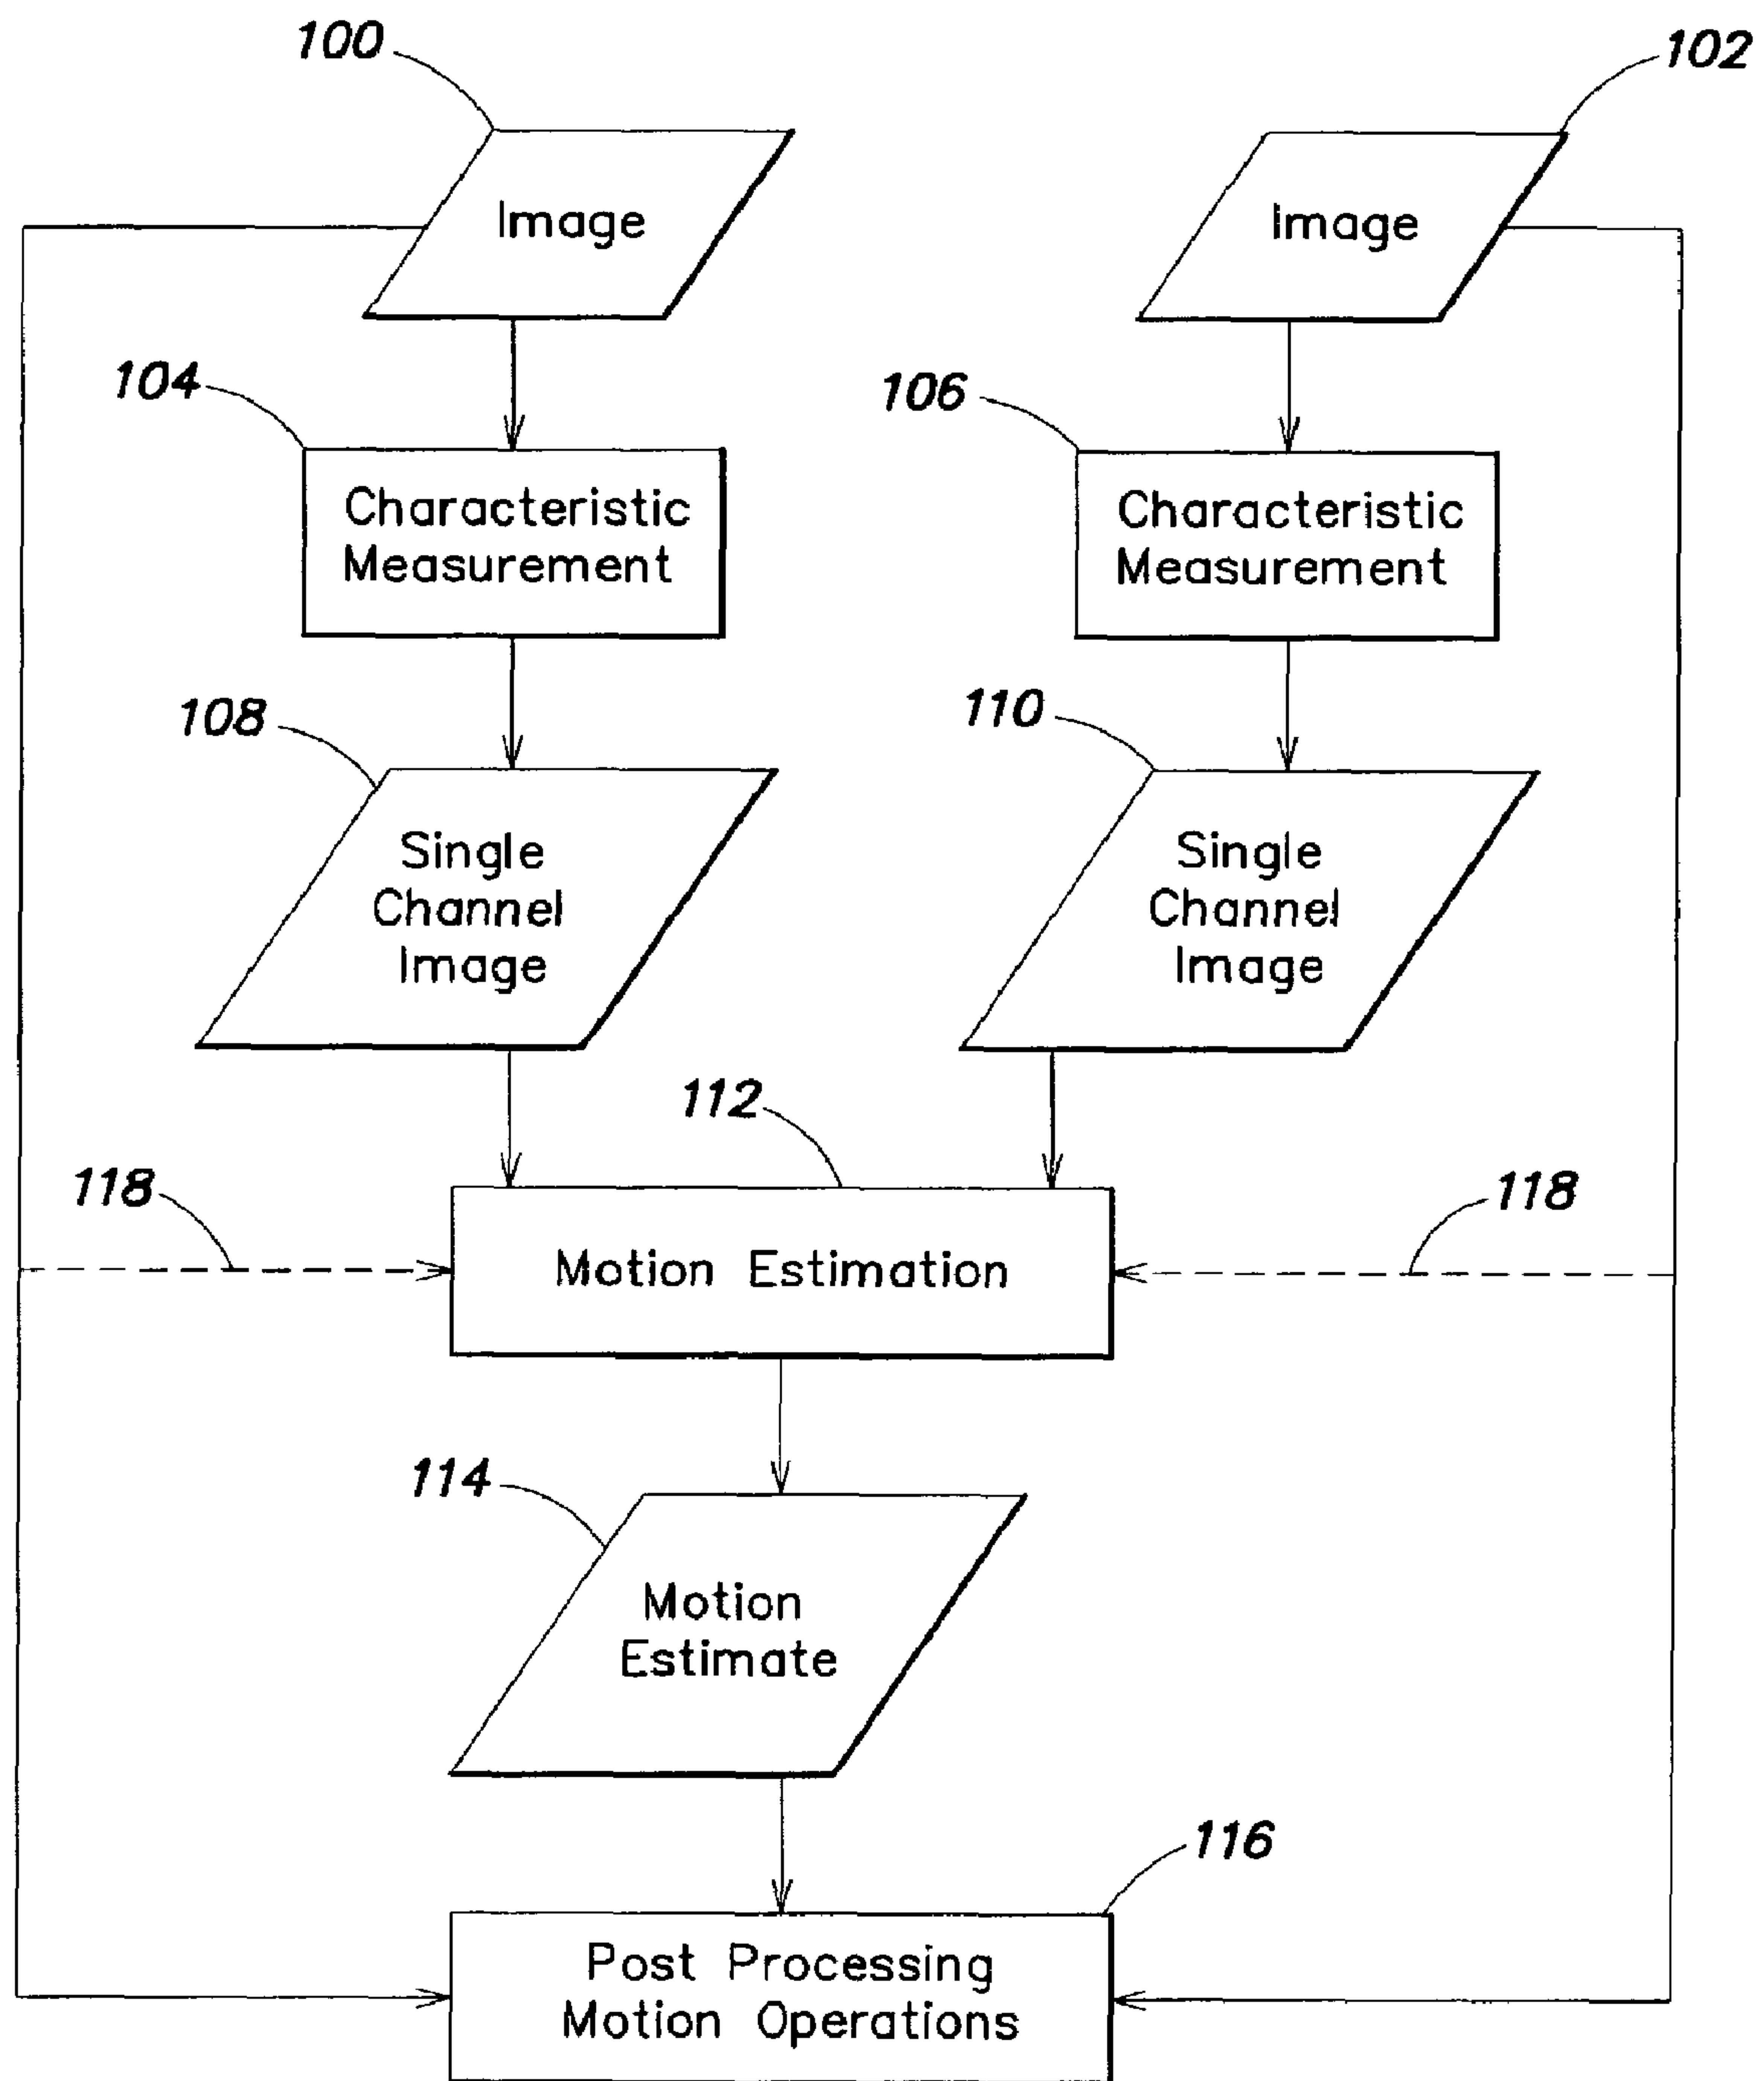 100
102
Image
Image
104
106
Characteristic
Measurement
Characteristic
Measurement
108
110
Single
Channel
Image
Single
Channel
Image
112
118
118
Motion Estimation
114
Motion
Estimate
116
Post Processing
Motion Operations